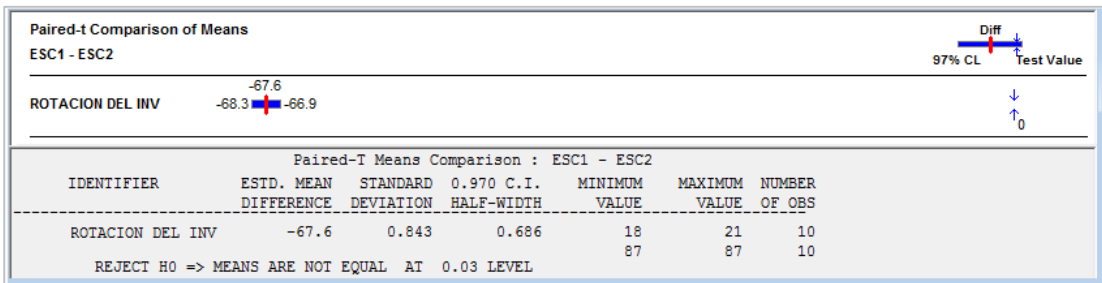 Paired-t Comparison of Means
Diff
ESC1 - ESC2
97% CL Test Value
-67.6
ROTACION DEL INV -68.3 -66.9
0
Paired-T Means Comparison : ESC1 - ESC2
IDENTIFIER ESTD. MEAN STANDARD 0.970 C.I. MINIMUM MAXIMUM NUMBER
DIFFERENCE DEVIATION HALF-WIDTH VALUE VALUE OF OBS
ROTACION DEL INV -67.6 0.843 0.686 18 21 10
87 87 10
REJECT H0 => MEANS ARE NOT EQUAL AT 0.03 LEVEL